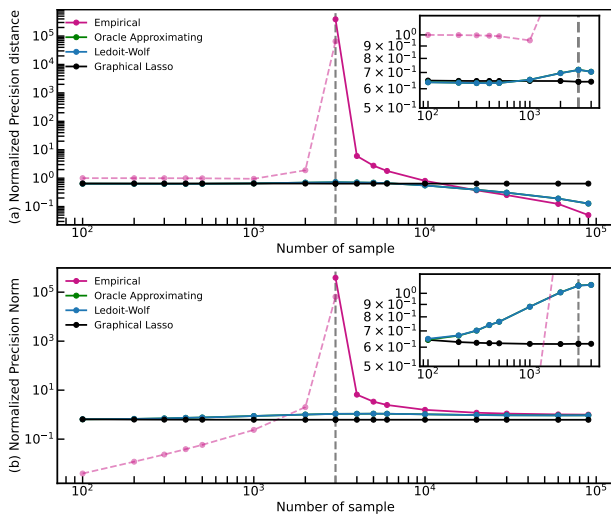 (a) Normalized Precision distance
10^5
10^4
10^3
10^2
10^1
10^0
10^-1
Empirical
Oracle Approximating
Ledoit-Wolf
Graphical Lasso
9 × 10^-1
8 × 10^-1
7 × 10^-1
6 × 10^-1
5 × 10^-1
10^2
10^3
10^2
10^3
10^4
10^5
Number of sample
(b) Normalized Precision Norm
10^5
10^3
10^1
10^-1
Empirical
Oracle Approximating
Ledoit-Wolf
Graphical Lasso
10^0
9 × 10^-1
8 × 10^-1
7 × 10^-1
6 × 10^-1
5 × 10^-1
10^2
10^3
10^2
10^3
10^4
10^5
Number of sample